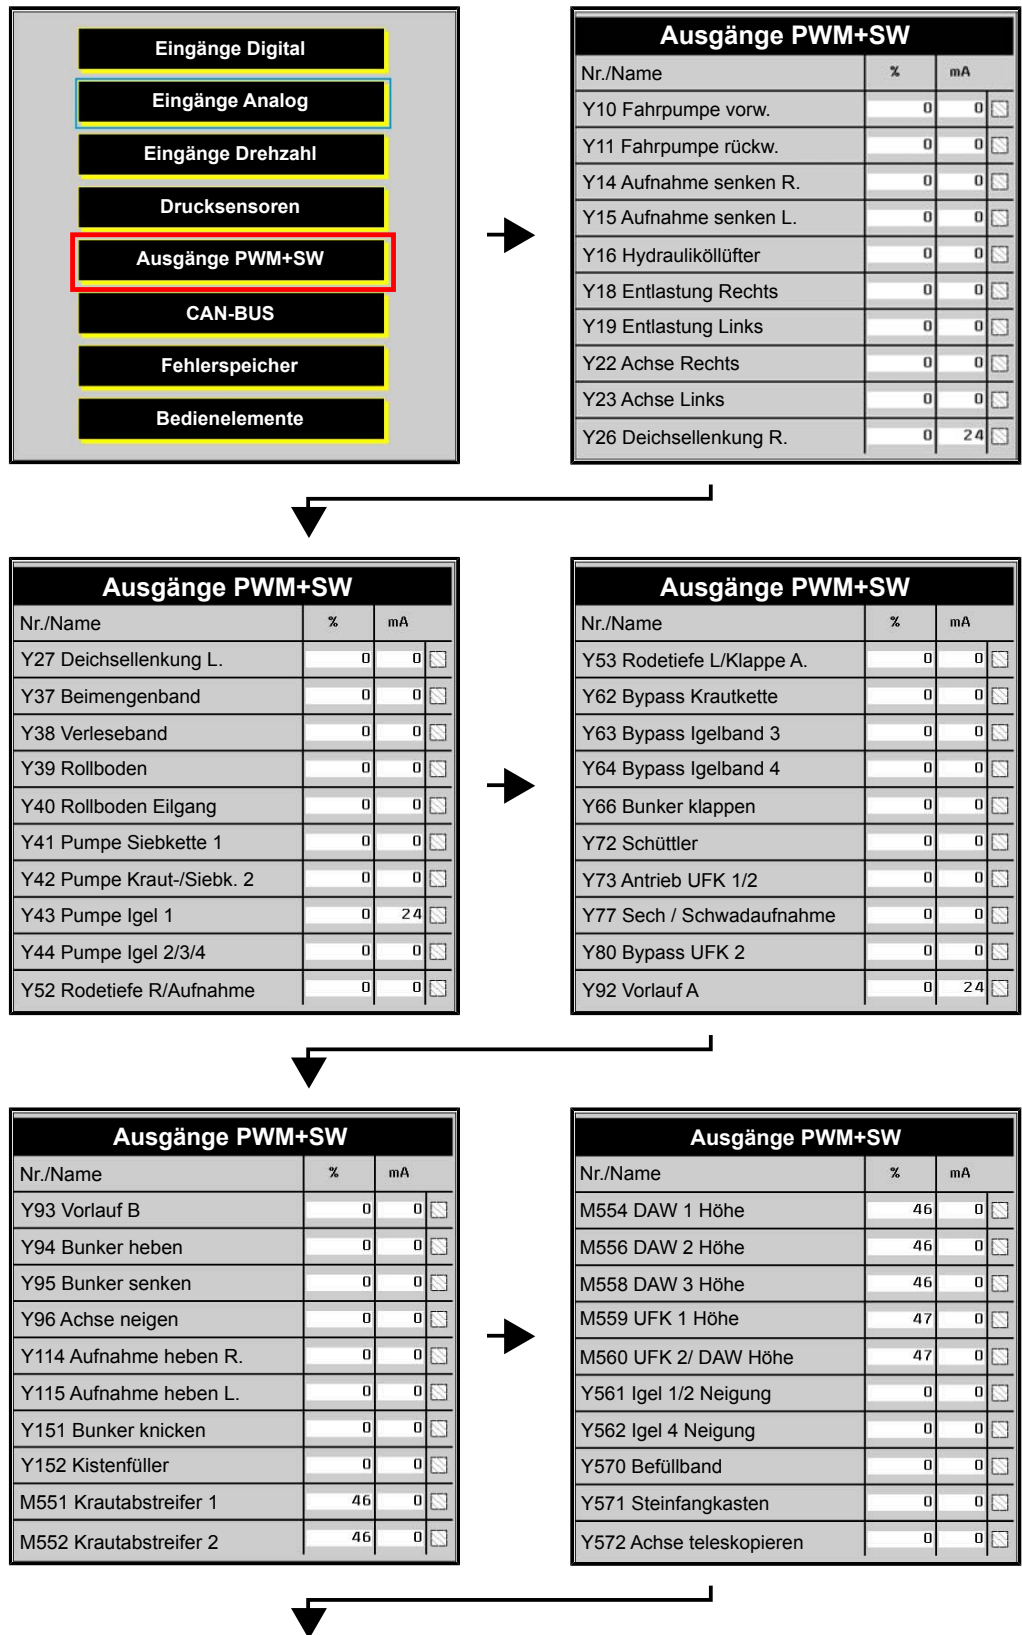 Eingänge Digital
Eingänge Analog
Eingänge Drehzahl
Drucksensoren
Ausgänge PWM+SW
CAN-BUS
Fehlerspeicher
Bedienelemente
Ausgänge PWM+SW
Nr./Name % mA
Y10 Fahrpumpe vorw. 0 0
Y11 Fahrpumpe rückw. 0 0
Y14 Aufnahme senken R. 0 0
Y15 Aufnahme senken L. 0 0
Y16 Hydrauliköllüfter 0 0
Y18 Entlastung Rechts 0 0
Y19 Entlastung Links 0 0
Y22 Achse Rechts 0 0
Y23 Achse Links 0 0
Y26 Deichsellenkung R. 0 24
Ausgänge PWM+SW
Nr./Name % mA
Y27 Deichsellenkung L. 0 0
Y37 Beimengenband 0 0
Y38 Verleseband 0 0
Y39 Rollboden 0 0
Y40 Rollboden Eilgang 0 0
Y41 Pumpe Siebkette 1 0 0
Y42 Pumpe Kraut-/Siebk. 2 0 0
Y43 Pumpe Igel 1 0 24
Y44 Pumpe Igel 2/3/4 0 0
Y52 Rodetiefe R/Aufnahme 0 0
Ausgänge PWM+SW
Nr./Name % mA
Y53 Rodetiefe L/Klappe A. 0 0
Y62 Bypass Krautkette 0 0
Y63 Bypass Igelband 3 0 0
Y64 Bypass Igelband 4 0 0
Y66 Bunker klappen 0 0
Y72 Schüttler 0 0
Y73 Antrieb UFK 1/2 0 0
Y77 Sech / Schwadaufnahme 0 0
Y80 Bypass UFK 2 0 0
Y92 Vorlauf A 0 24
Ausgänge PWM+SW
Nr./Name % mA
Y93 Vorlauf B 0 0
Y94 Bunker heben 0 0
Y95 Bunker senken 0 0
Y96 Achse neigen 0 0
Y114 Aufnahme heben R. 0 0
Y115 Aufnahme heben L. 0 0
Y151 Bunker knicken 0 0
Y152 Kistenfüller 0 0
M551 Krautabstreifer 1 46 0
M552 Krautabstreifer 2 46 0
Ausgänge PWM+SW
Nr./Name % mA
M554 DAW 1 Höhe 46 0
M556 DAW 2 Höhe 46 0
M558 DAW 3 Höhe 46 0
M559 UFK 1 Höhe 47 0
M560 UFK 2/ DAW Höhe 47 0
Y561 Igel 1/2 Neigung 0 0
Y562 Igel 4 Neigung 0 0
Y570 Befüllband 0 0
Y571 Steinfangkasten 0 0
Y572 Achse teleskopieren 0 0